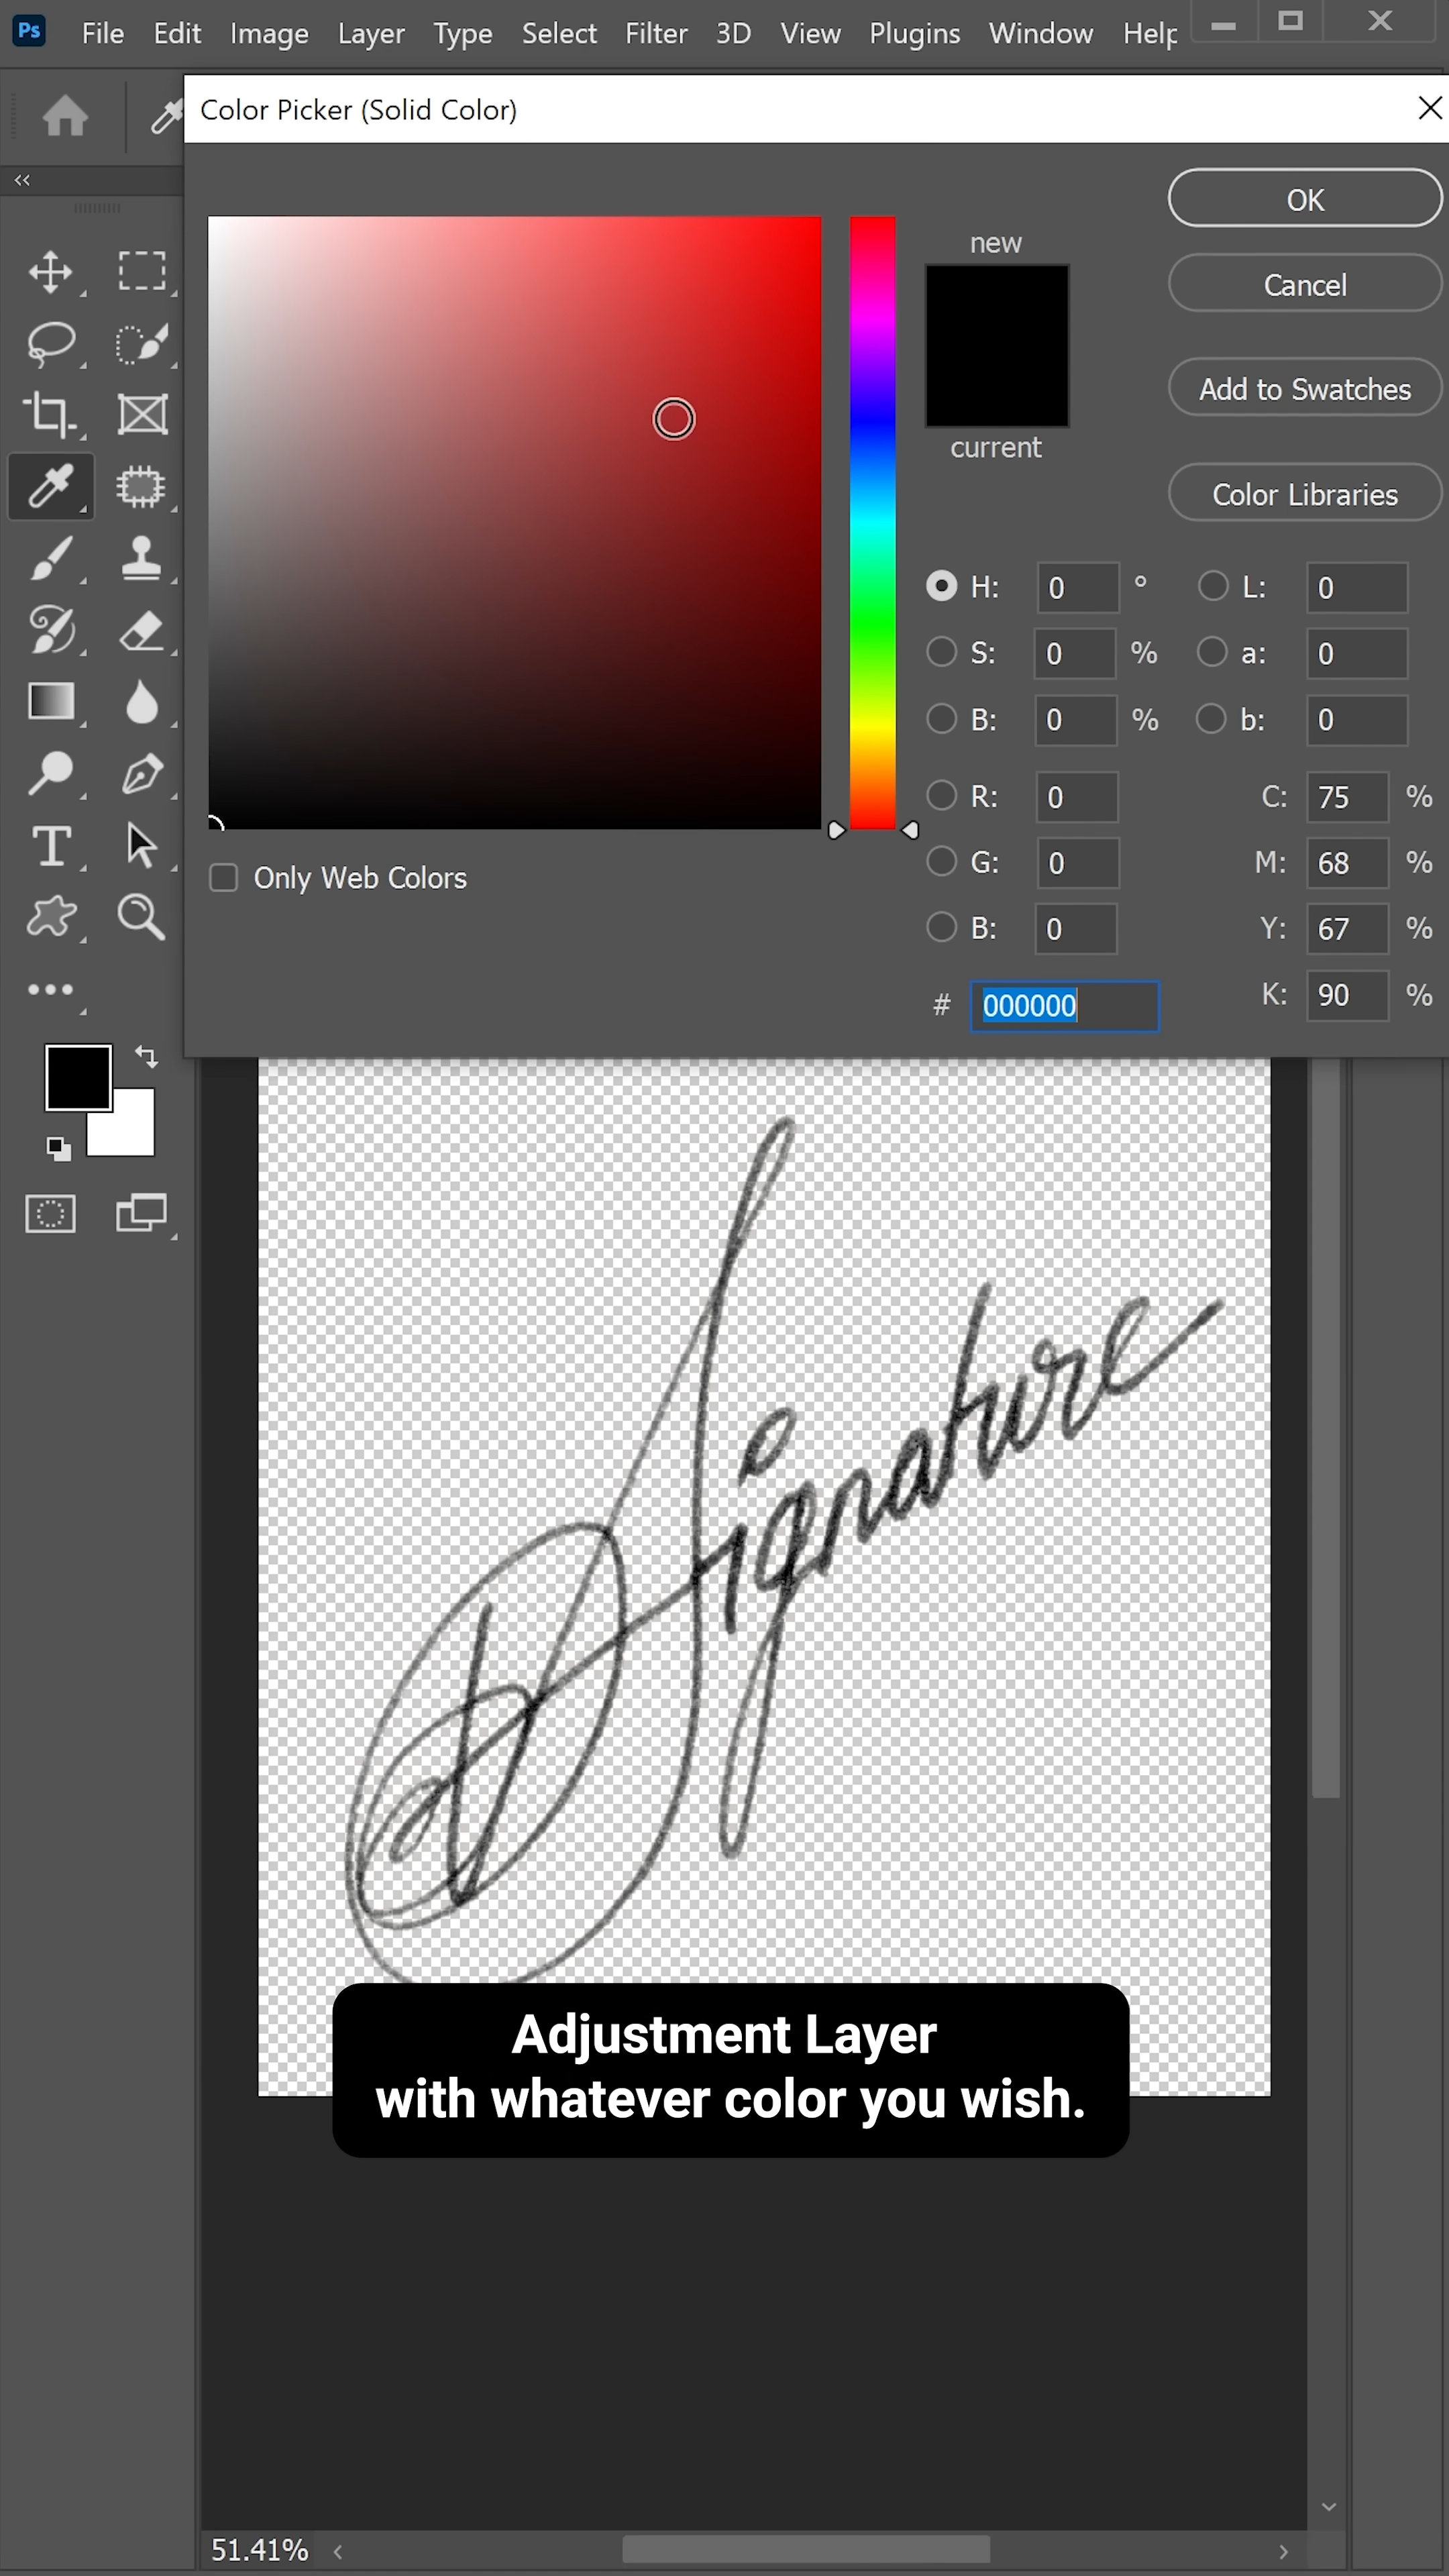 Ps File Edit Image Layer Type Select Filter 3D View Plugins Window Help
Color Picker (Solid Color)
OK
new
Cancel
Add to Swatches
current
Color Libraries
H: 0 ° L: 0
S: 0 % a: 0
B: 0 % b: 0
R: 0 C: 75 %
G: 0 M: 68 %
B: 0 Y: 67 %
# 000000 K: 90 %
Only Web Colors
Signature
Adjustment Layer
with whatever color you wish.
51.41%